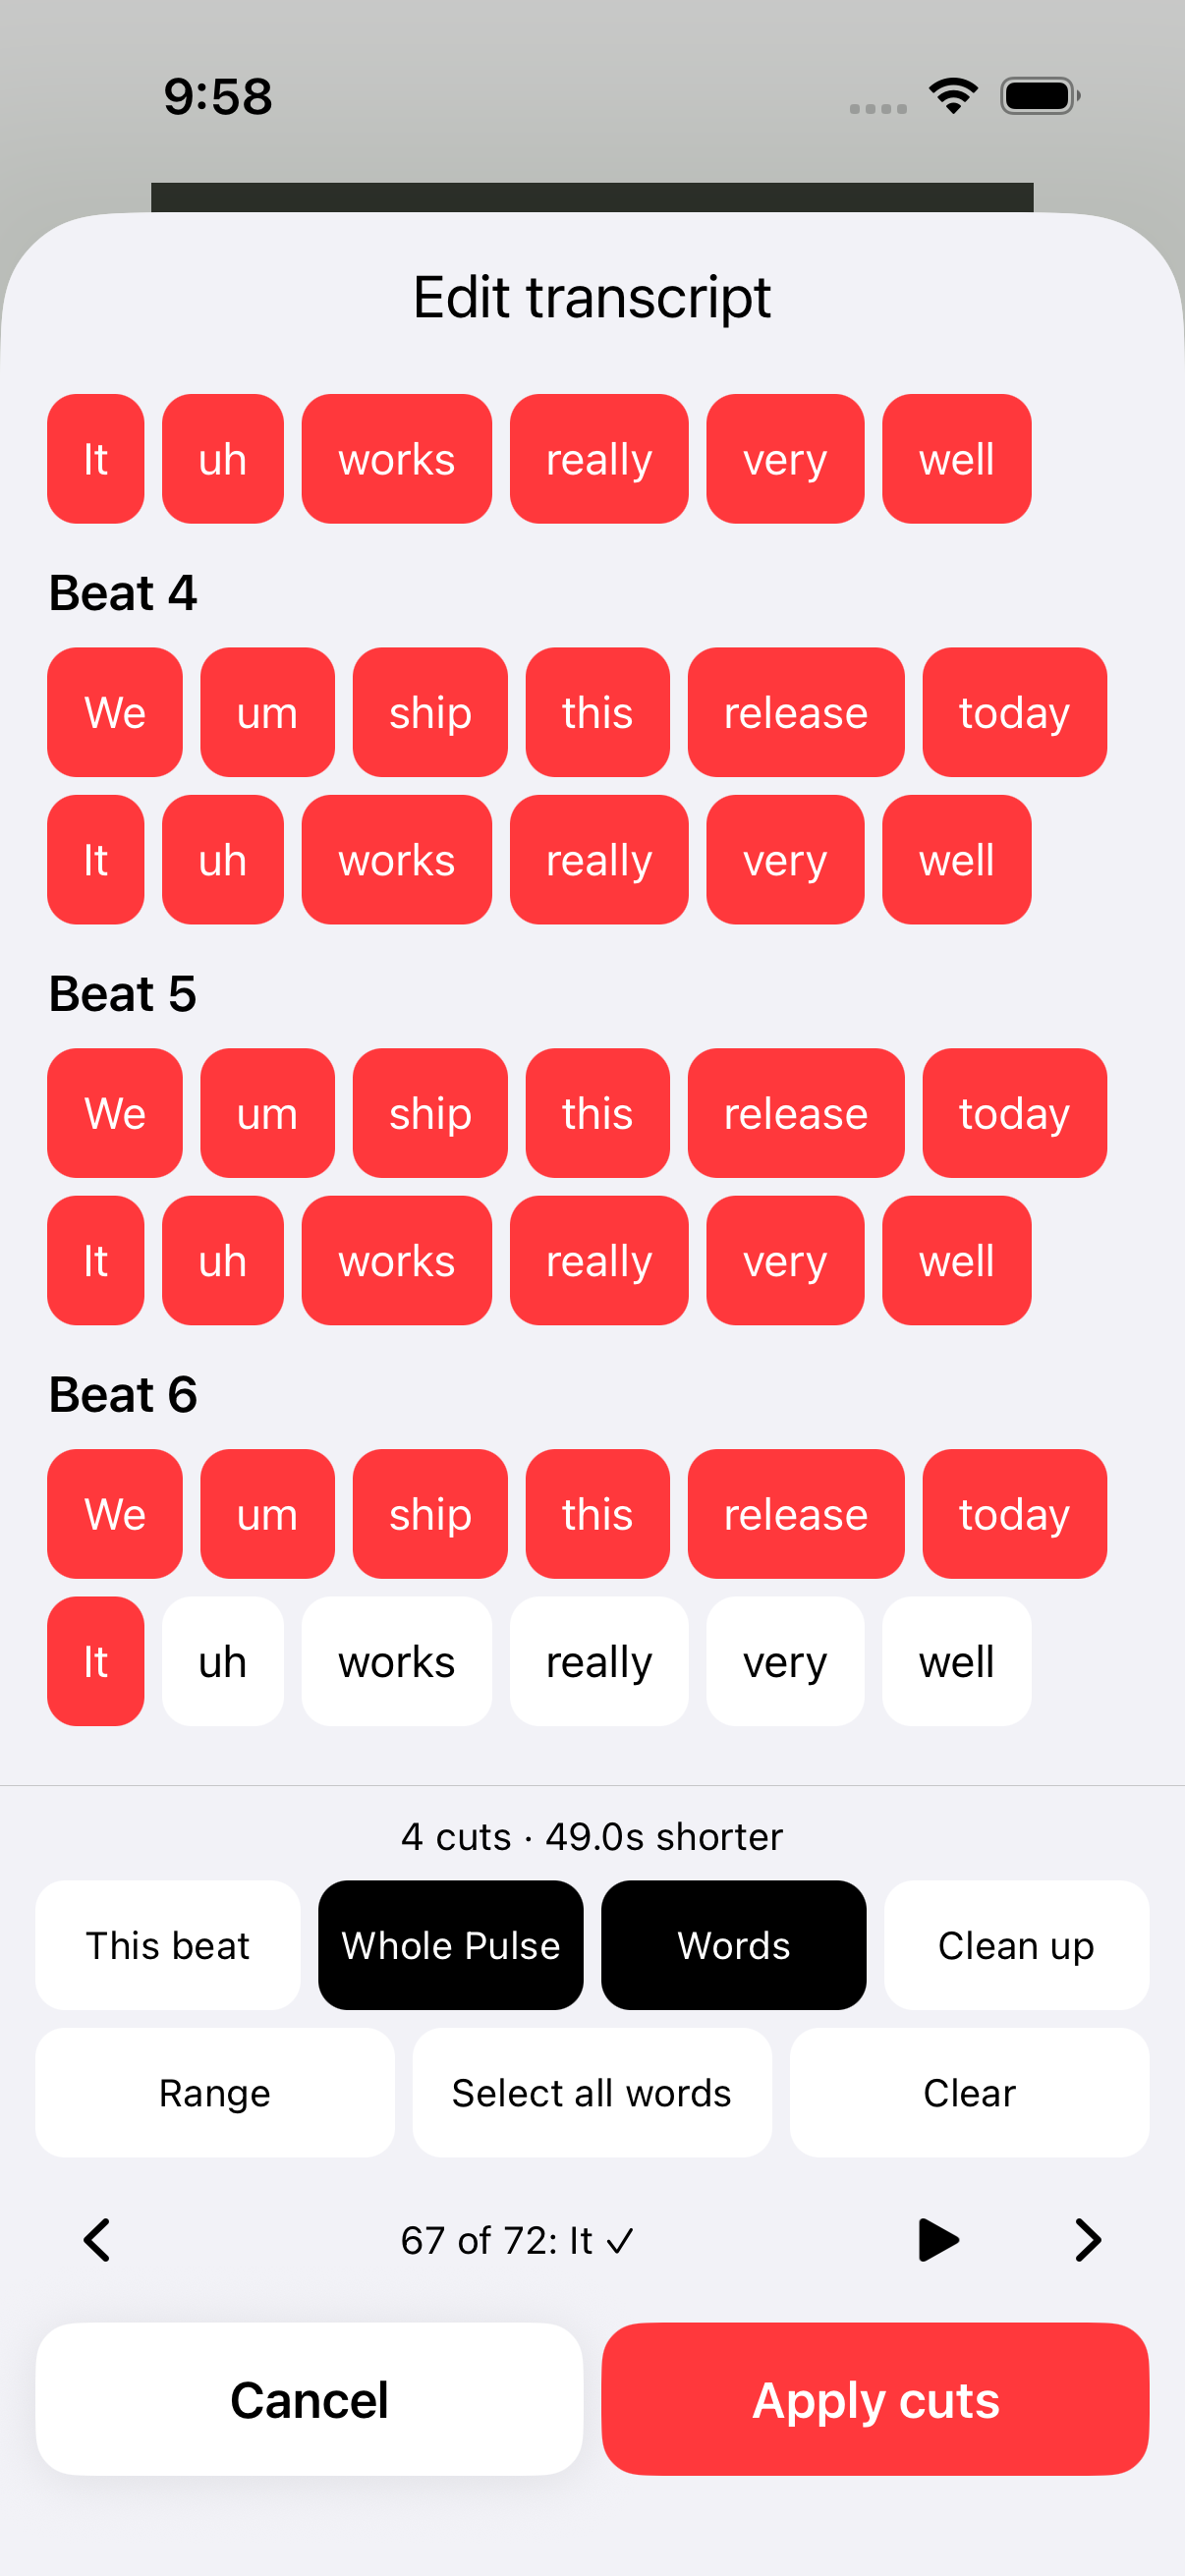 9:58
Edit transcript
It uh works really very well
Beat 4
We um ship this release today
It uh works really very well
Beat 5
We um ship this release today
It uh works really very well
Beat 6
We um ship this release today
It uh works really very well
4 cuts · 49.0s shorter
This beat Whole Pulse Words Clean up
Range Select all words Clear
67 of 72: It ✓
Cancel Apply cuts